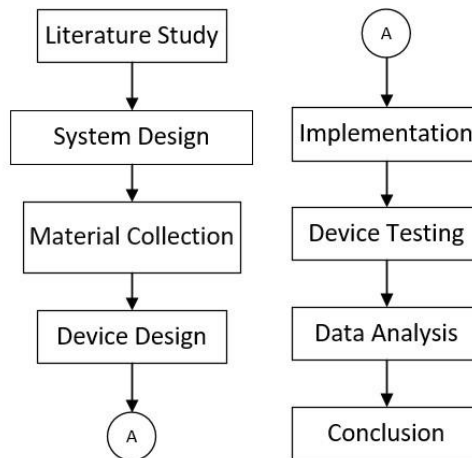 Literature Study
System Design
Material Collection
Device Design
A
A
Implementation
Device Testing
Data Analysis
Conclusion